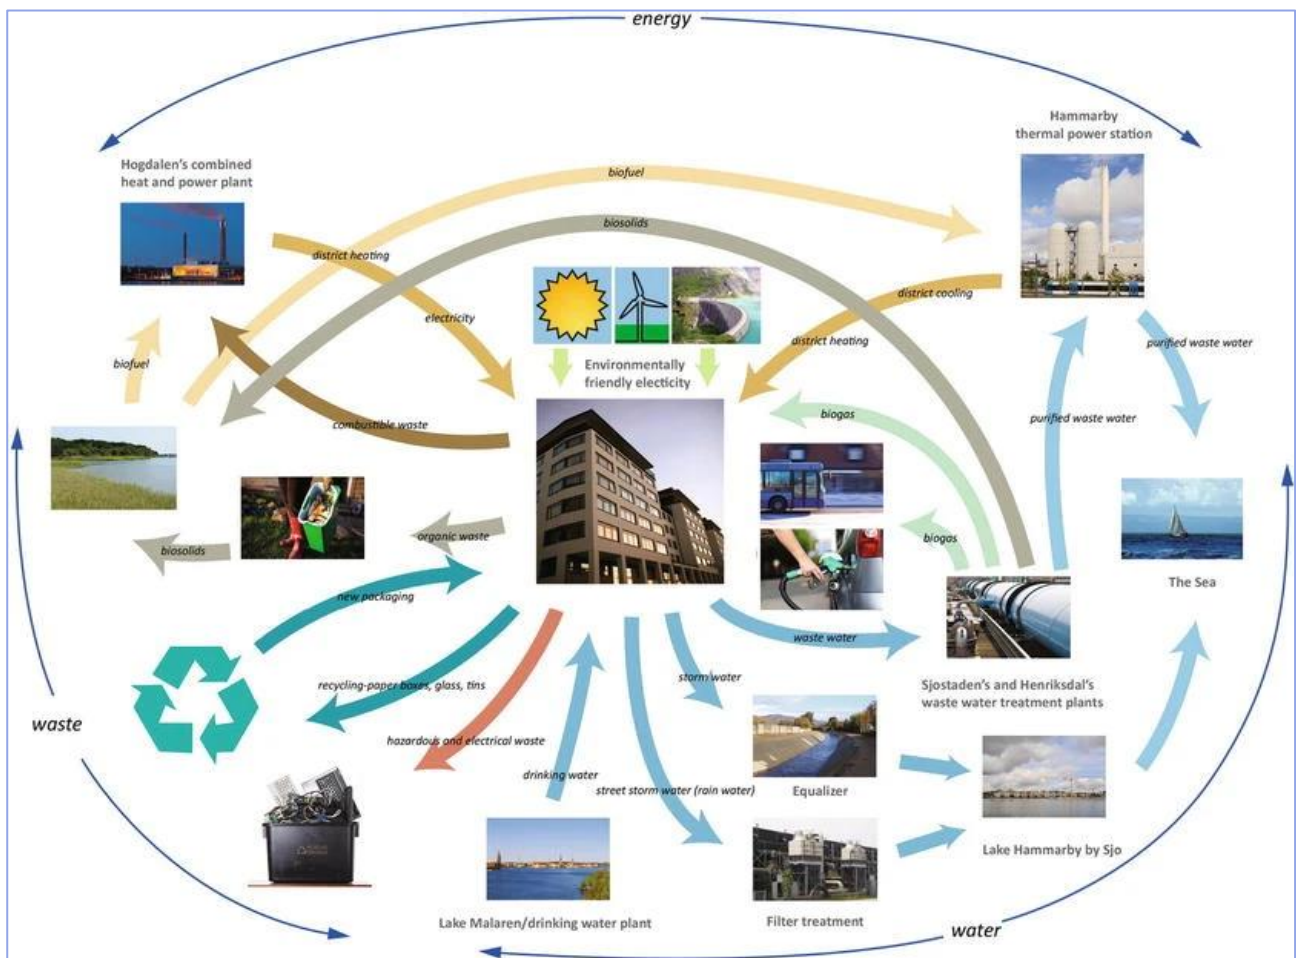 energy
Hammarby
thermal power station
Hogdalen's combined
heat and power plant
biofuel
biosolids
district heating
district cooling
electricity
district heating
purified waste water
biofuel
Environmentally
friendly electicity
combustible waste
biogas
purified waste water
organic waste
biosolids
biogas
The Sea
new packaging
waste water
storm water
recycling-paper boxes, glass, tins
Sjostaden's and Henriksdal's
waste water treatment plants
waste
hazardous and electrical waste
drinking water
street storm water (rain water)
Equalizer
Lake Hammarby by Sjo
Lake Malaren/drinking water plant
Filter treatment
water